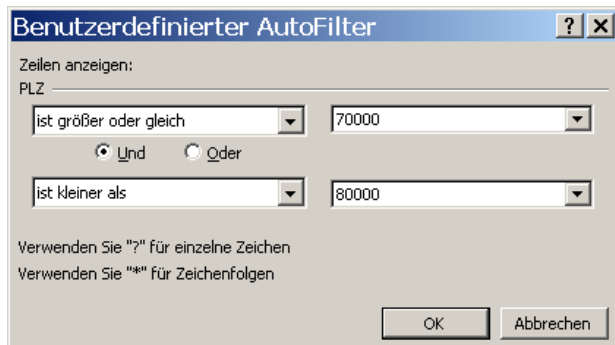 Benutzerdefinierter AutoFilter
Zeilen anzeigen:
PLZ
ist größer oder gleich 70000
Und Oder
ist kleiner als 80000
Verwenden Sie "?" für einzelne Zeichen
Verwenden Sie "*" für Zeichenfolgen
OK Abbrechen